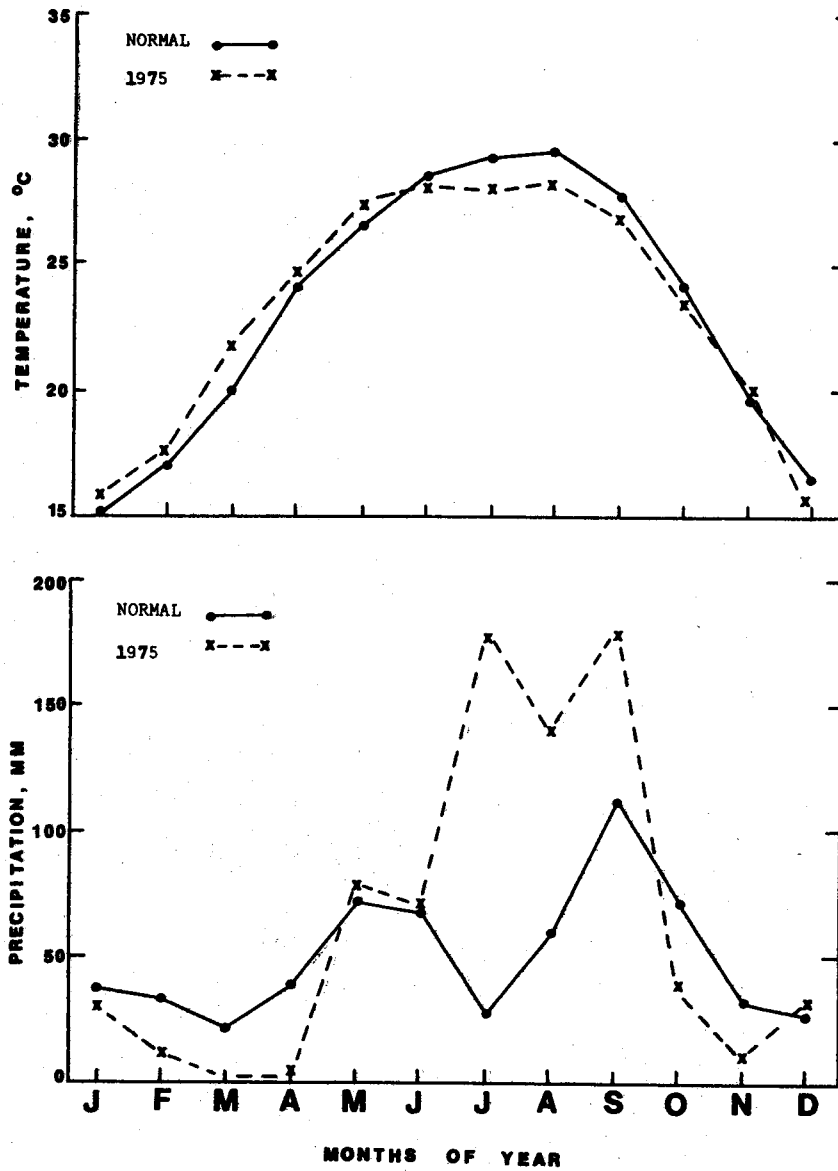 35
NORMAL
1975
30
25
20
15
TEMPERATURE, °C
200
NORMAL
1975
150
100
50
0
PRECIPITATION, MM
J F M A M J J A S O N D
MONTHS OF YEAR